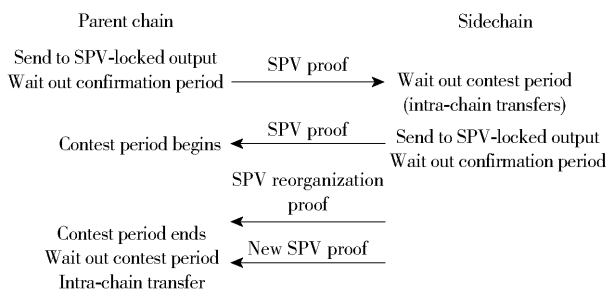 Parent chain
Sidechain
Send to SPV-locked output
Wait out confirmation period
SPV proof
Wait out contest period
(intra-chain transfers)
SPV proof
Contest period begins
Send to SPV-locked output
Wait out confirmation period
SPV reorganization
proof
Contest period ends
Wait out contest period
Intra-chain transfer
New SPV proof